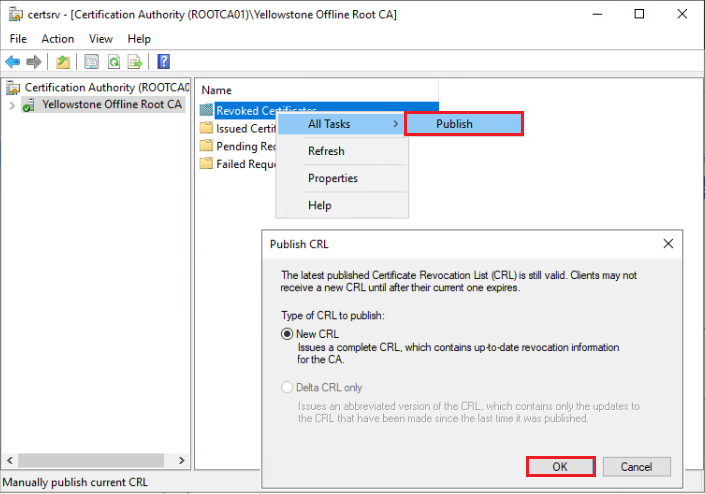 certsrv - [Certification Authority (ROOTCA01)\Yellowstone Offline Root CA]
File Action View Help
Certification Authority (ROOTCA0
Yellowstone Offline Root CA
Name
Revoked Certificates
Issued Certif
Pending Rec
Failed Reque
All Tasks
Publish
Refresh
Properties
Help
Publish CRL
The latest published Certificate Revocation List (CRL) is still valid. Clients may not
receive a new CRL until after their current one expires.
Type of CRL to publish:
New CRL
Issues a complete CRL, which contains up-to-date revocation information
for the CA.
Delta CRL only
Issues an abbreviated version of the CRL, which contains only the updates to
the CRL that have been made since the last time it was published.
OK
Cancel
Manually publish current CRL